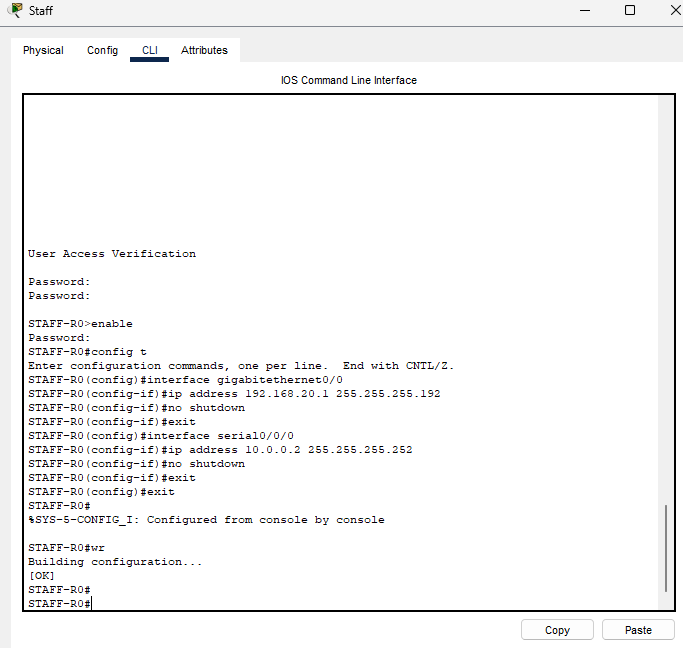 Staff
Physical Config CLI Attributes
IOS Command Line Interface
User Access Verification
Password:
Password:
STAFF-R0>enable
Password:
STAFF-R0#config t
Enter configuration commands, one per line.  End with CNTL/Z.
STAFF-R0(config)#interface gigabitethernet0/0
STAFF-R0(config-if)#ip address 192.168.20.1 255.255.255.192
STAFF-R0(config-if)#no shutdown
STAFF-R0(config-if)#exit
STAFF-R0(config)#interface serial0/0/0
STAFF-R0(config-if)#ip address 10.0.0.2 255.255.255.252
STAFF-R0(config-if)#no shutdown
STAFF-R0(config-if)#exit
STAFF-R0(config)#exit
STAFF-R0#
%SYS-5-CONFIG_I: Configured from console by console
STAFF-R0#wr
Building configuration...
[OK]
STAFF-R0#
STAFF-R0#
Copy Paste